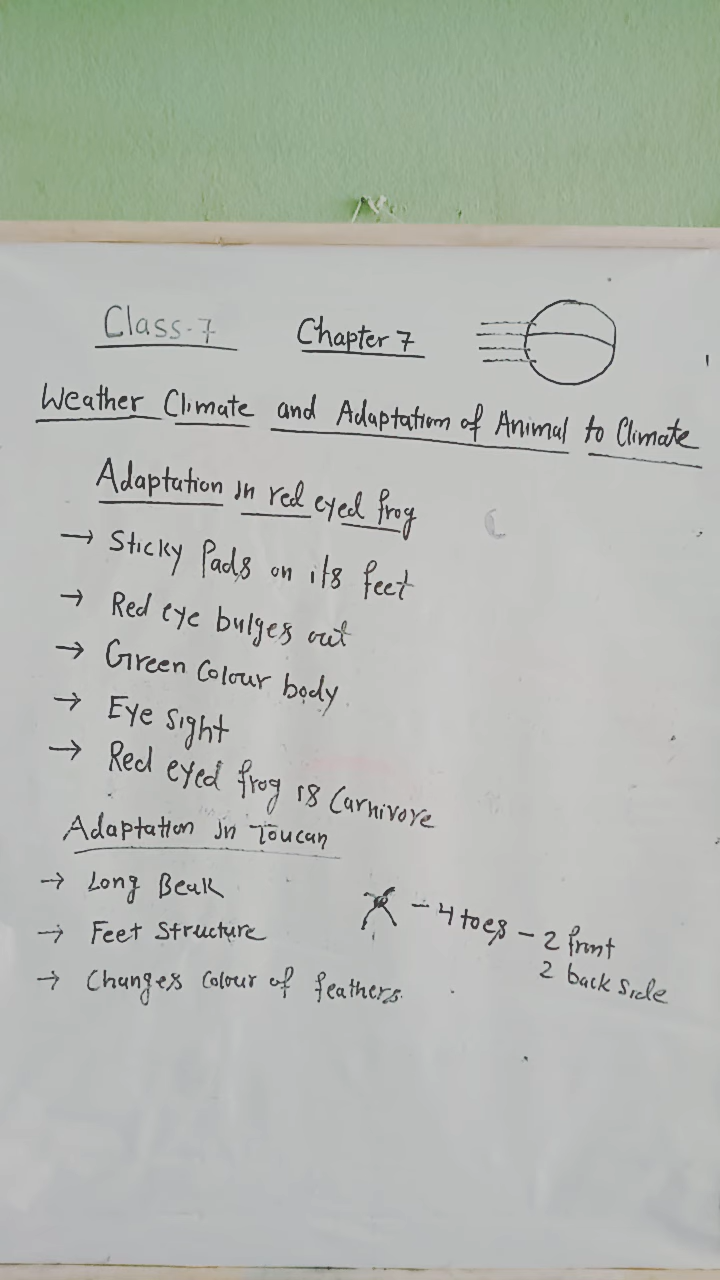 Class-7 Chapter 7
Weather Climate and Adaptation of Animal to Climate
Adaptation in red eyed frog
→ Sticky Pads on its feet
→ Red eye bulges out
→ Green Colour body
→ Eye sight
→ Red eyed frog is Carnivore
Adaptation in Toucan
→ Long Beak
→ Feet Structure - 4 toes - 2 front
2 back side
→ Changes Colour of feathers.